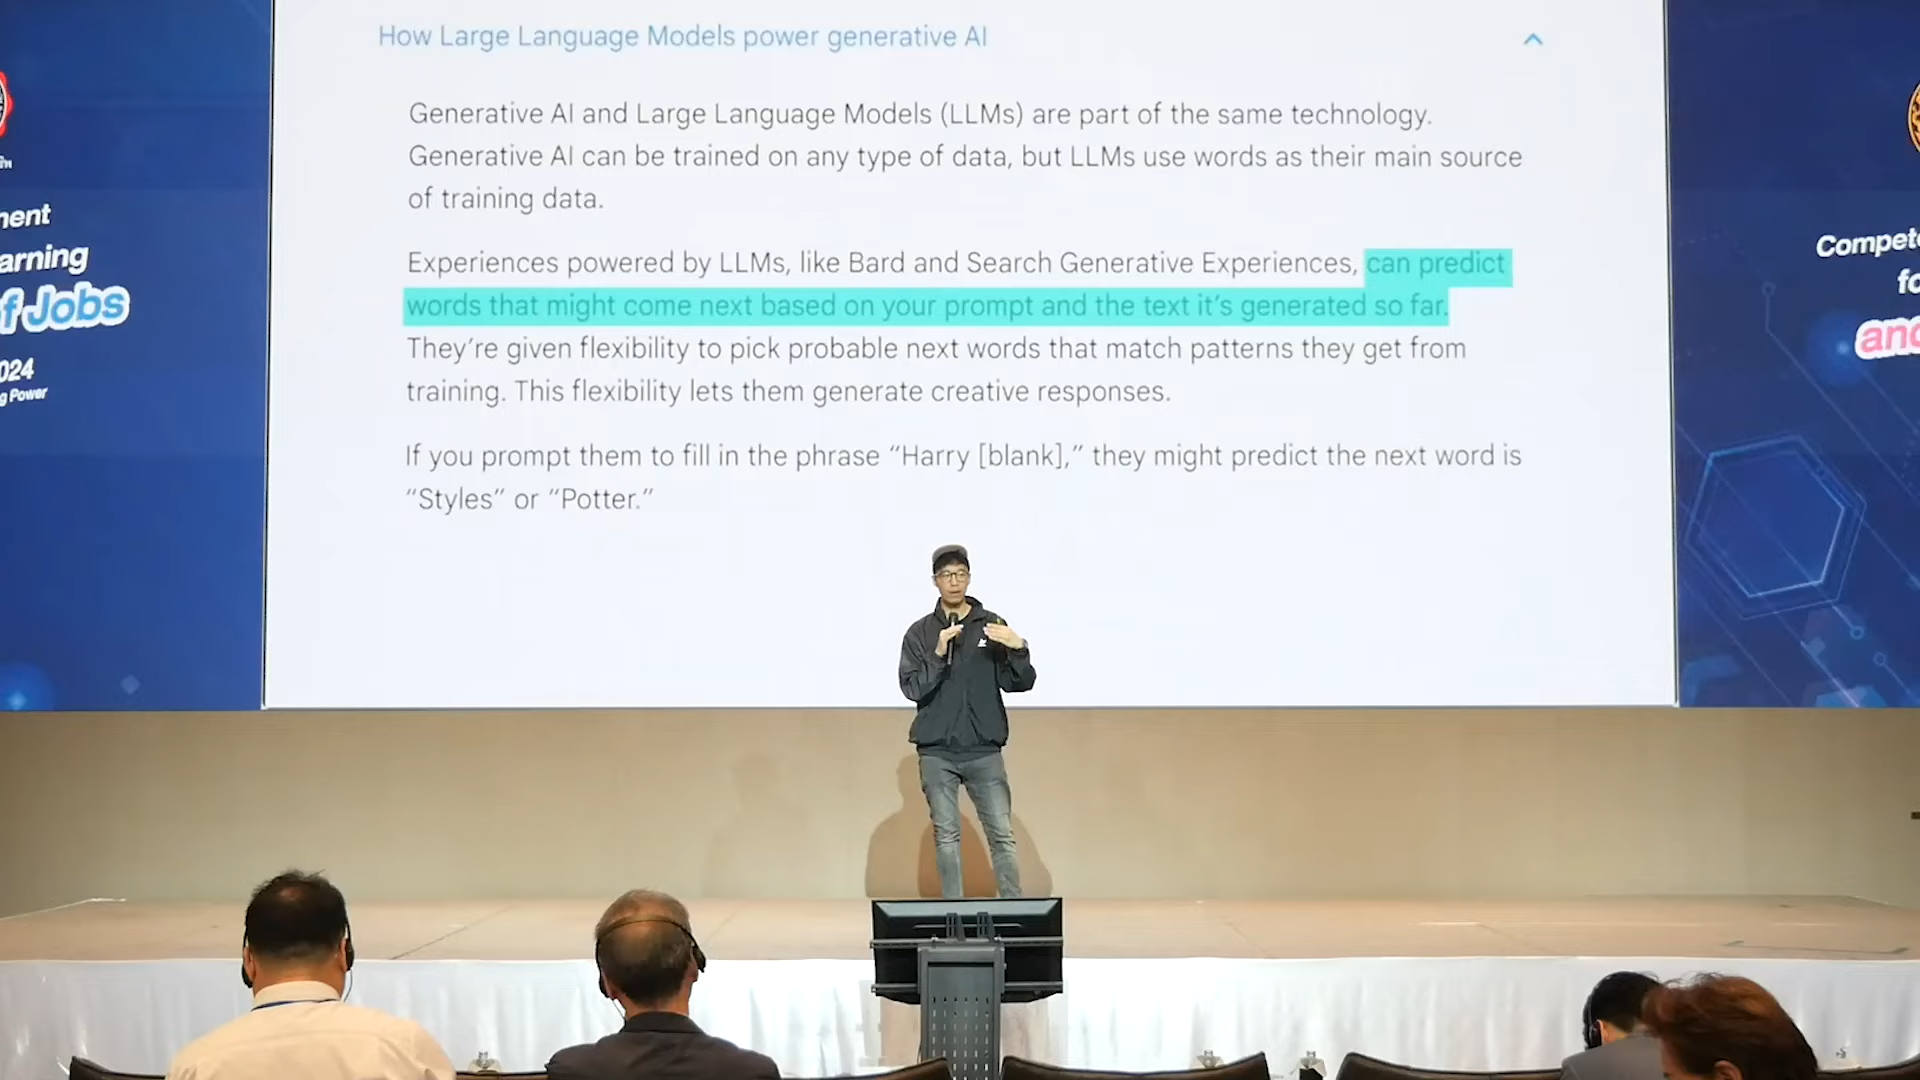 How Large Language Models power generative AI
Generative AI and Large Language Models (LLMs) are part of the same technology.
Generative AI can be trained on any type of data, but LLMs use words as their main source
of training data.
Experiences powered by LLMs, like Bard and Search Generative Experiences, can predict
words that might come next based on your prompt and the text it’s generated so far.
They’re given flexibility to pick probable next words that match patterns they get from
training. This flexibility lets them generate creative responses.
If you prompt them to fill in the phrase “Harry [blank],” they might predict the next word is
“Styles” or “Potter.”
ment
arning
f Jobs
024
g Power
Compete
fo
and